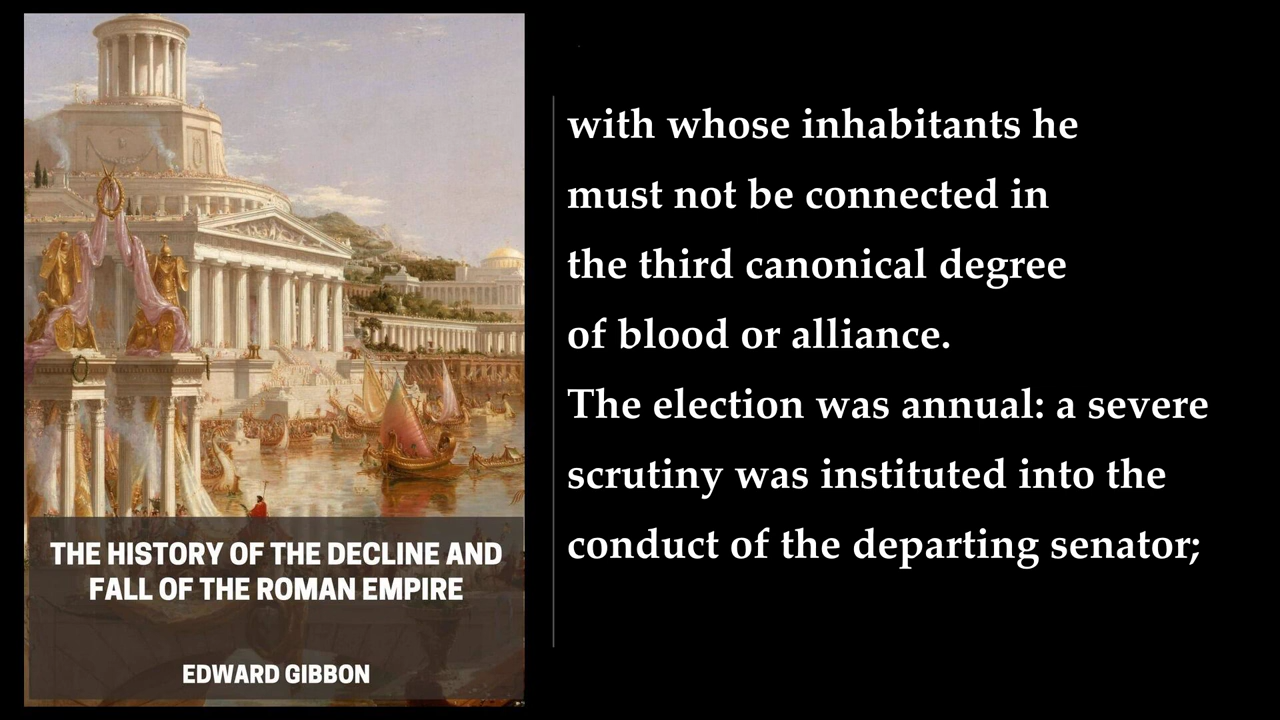 THE HISTORY OF THE DECLINE AND
FALL OF THE ROMAN EMPIRE
EDWARD GIBBON
with whose inhabitants he
must not be connected in
the third canonical degree
of blood or alliance.
The election was annual: a severe
scrutiny was instituted into the
conduct of the departing senator;